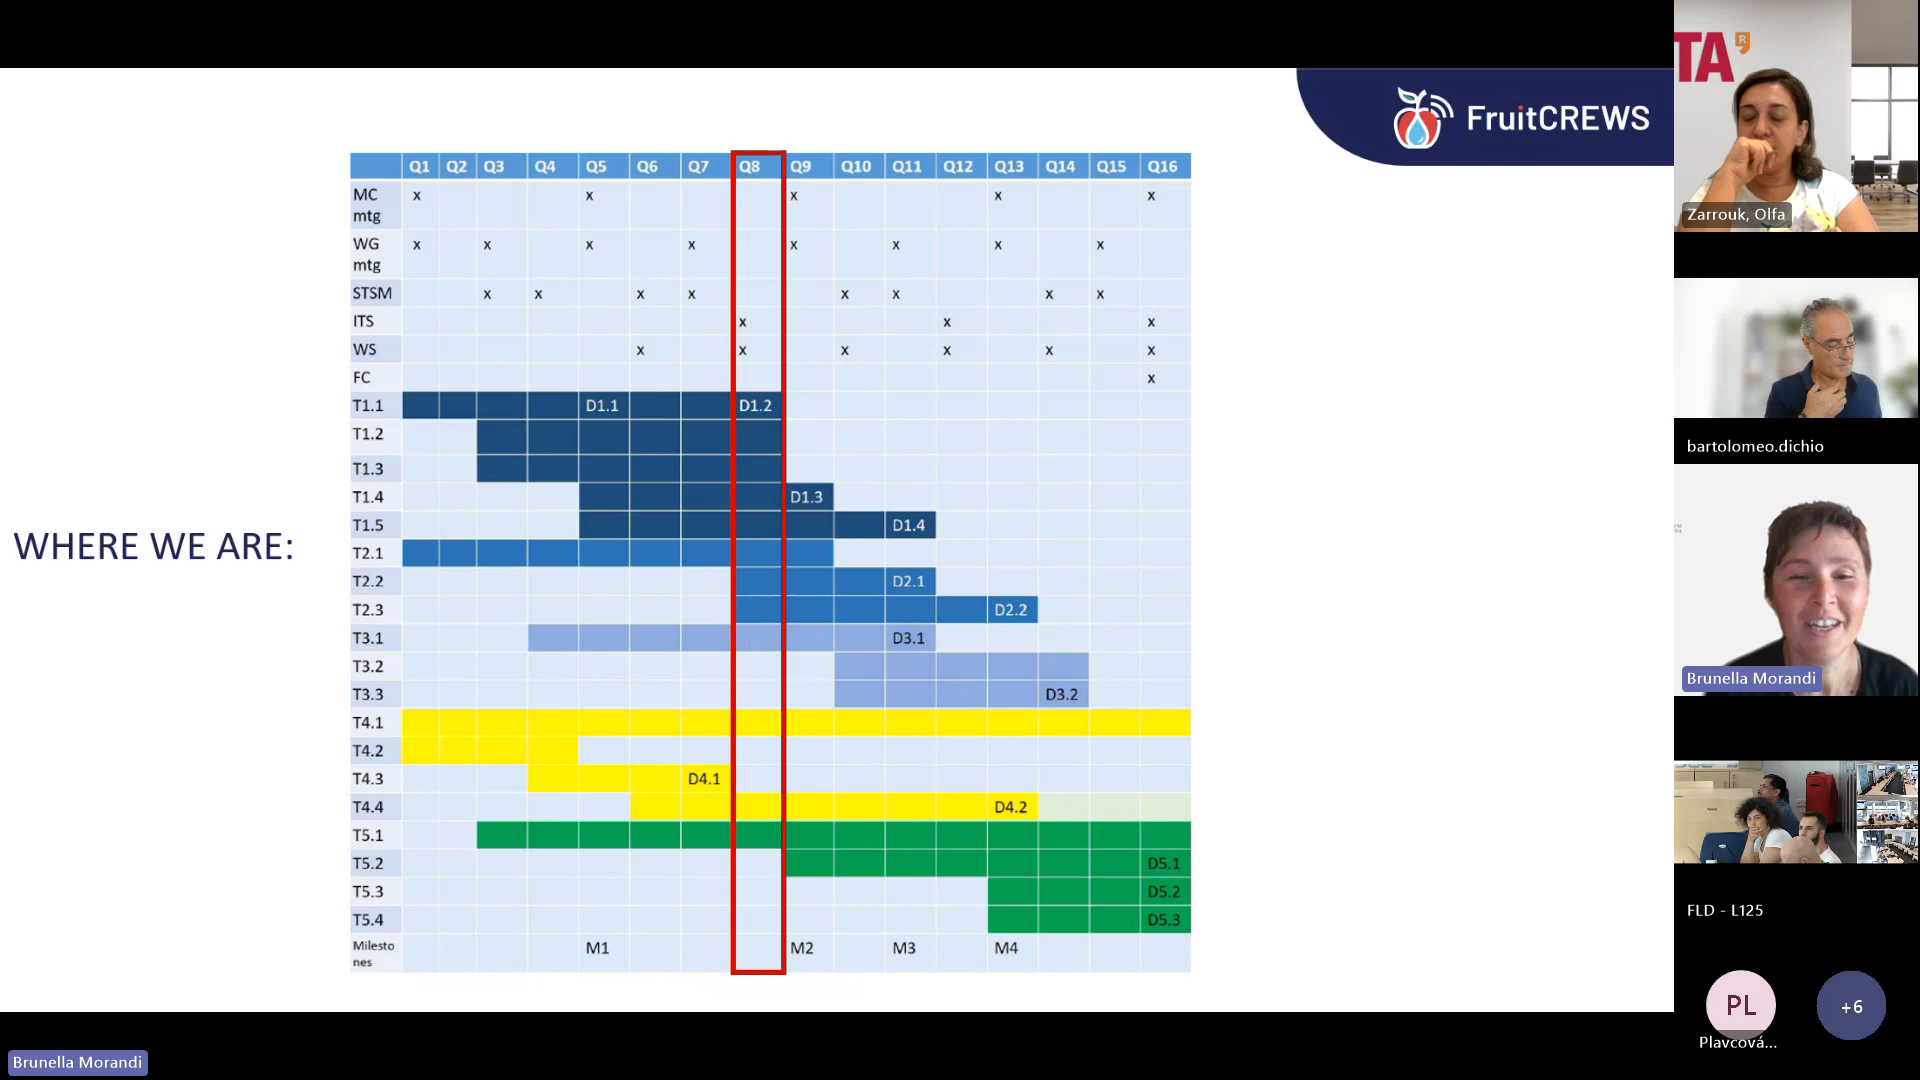 TA
R
FruitCREWS
Zarrouk, Olfa
Q1 Q2 Q3 Q4 Q5 Q6 Q7 Q8 Q9 Q10 Q11 Q12 Q13 Q14 Q15 Q16
MC mtg x x x x x
WG mtg x x x x x x x x
STSM x x x x x x x x
ITS x x x
WS x x x x x x
FC x
T1.1 D1.1 D1.2
T1.2
T1.3
T1.4 D1.3
T1.5 D1.4
WHERE WE ARE:
T2.1
T2.2 D2.1
T2.3 D2.2
T3.1 D3.1
T3.2
T3.3 D3.2
T4.1
T4.2
T4.3 D4.1
T4.4 D4.2
T5.1
T5.2 D5.1
T5.3 D5.2
T5.4 D5.3
Milesto
nes M1 M2 M3 M4
bartolomeo.dichio
Brunella Morandi
FLD - L125
PL
Plavcová...
+6
Brunella Morandi